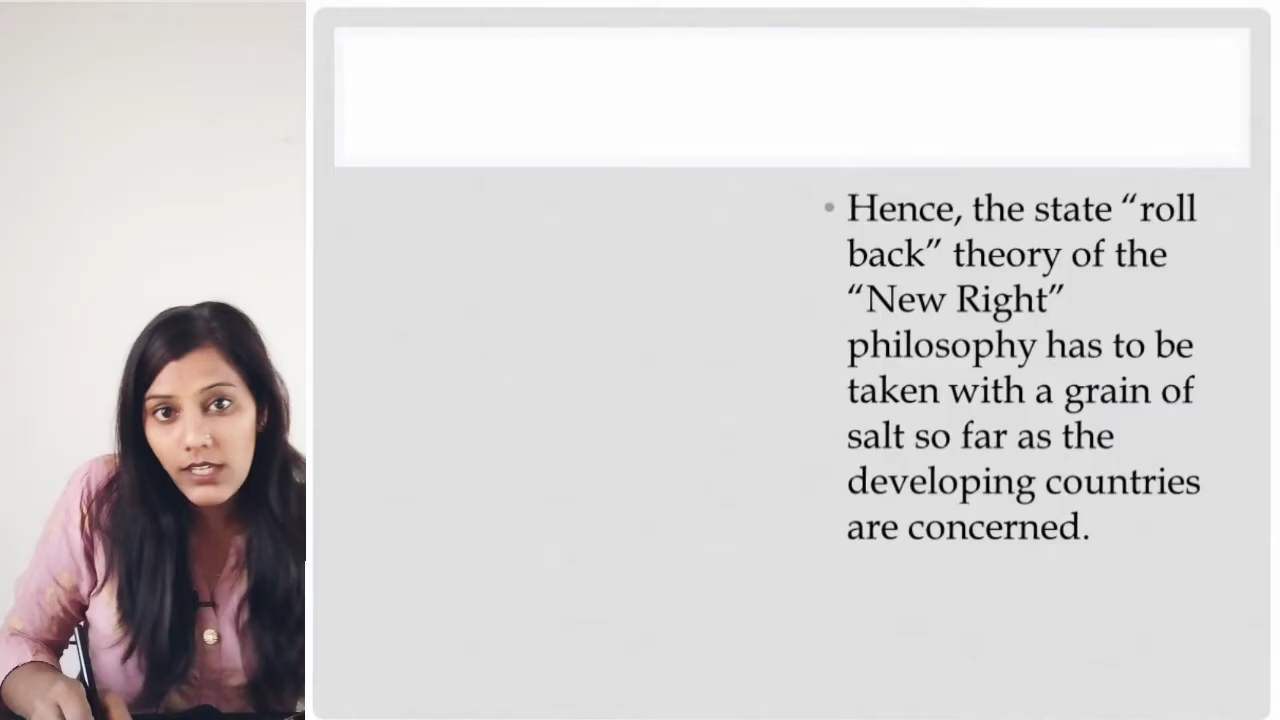 • Hence, the state “roll
back” theory of the
“New Right”
philosophy has to be
taken with a grain of
salt so far as the
developing countries
are concerned.